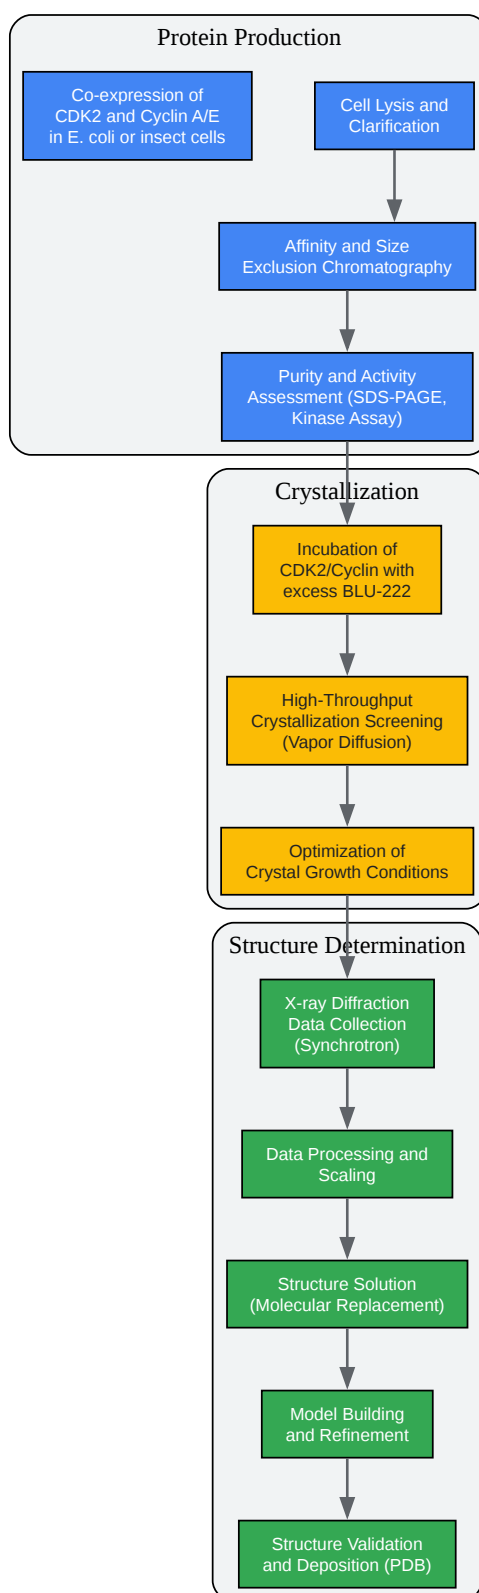 Protein Production
Co-expression of
CDK2 and Cyclin A/E
in E. coli or insect cells
Cell Lysis and
Clarification
Affinity and Size
Exclusion Chromatography
Purity and Activity
Assessment (SDS-PAGE,
Kinase Assay)
Crystallization
Incubation of
CDK2/Cyclin with
excess BLU-222
High-Throughput
Crystallization Screening
(Vapor Diffusion)
Optimization of
Crystal Growth Conditions
Structure Determination
X-ray Diffraction
Data Collection
(Synchrotron)
Data Processing and
Scaling
Structure Solution
(Molecular Replacement)
Model Building
and Refinement
Structure Validation
and Deposition (PDB)